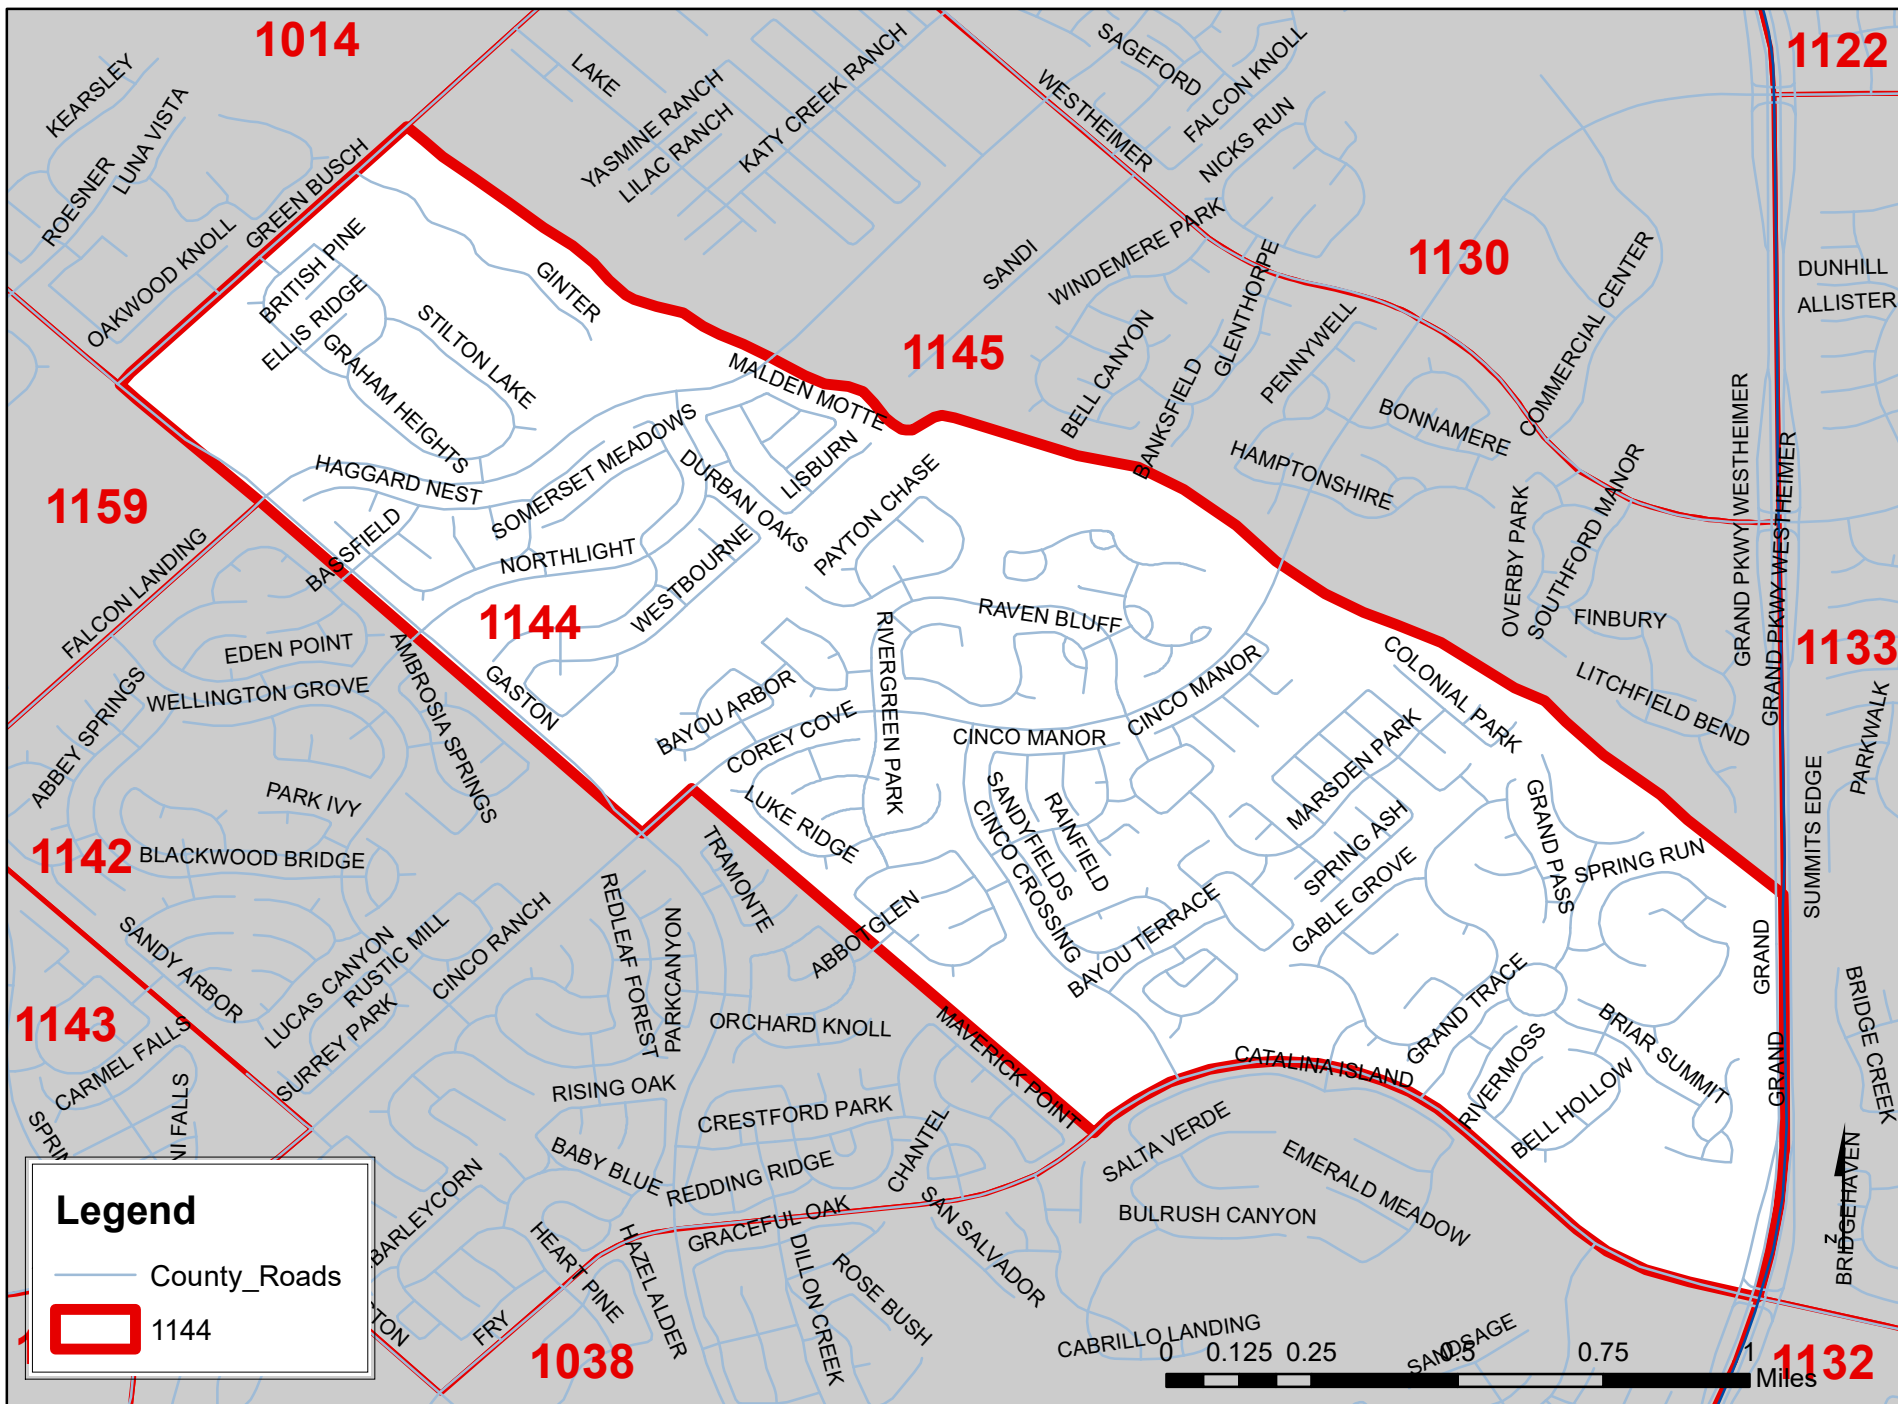 1014
1122
KEARSLEY
LUNA VISTA
ROESNER
OAKWOOD KNOLL
GREEN BUSCH
LAKE
YASMINE RANCH
LILAC RANCH
KATY CREEK RANCH
WESTHEIMER
SAGEFORD
FALCON KNOLL
NICKS RUN
SANDI
WINDEMERE PARK
1130
COMMERCIAL CENTER
DUNHILL
ALLISTER
BRITISH PINE
ELLIS RIDGE
GRAHAM HEIGHTS
STILTON LAKE
GINTER
MALDEN MOTTE
1145
BELL CANYON
BANKSFIELD
GLENTHORPE
PENNYWELL
BONNAMERE
HAMPTONSHIRE
GRAND PKWY WESTHEIMER
GRAND PKWY WESTHEIMER
1159
HAGGARD NEST
SOMERSET MEADOWS
DURBAN OAKS
LISBURN
PAYTON CHASE
BASSFIELD
NORTHLIGHT
WESTBOURNE
FALCON LANDING
OVERBY PARK
SOUTHFORD MANOR
FINBURY
LITCHFIELD BEND
1133
1144
EDEN POINT
WELLINGTON GROVE
AMBROSIA SPRINGS
ABBEY SPRINGS
GASTON
RAVEN BLUFF
RIVERGREEN PARK
BAYOU ARBOR
COREY COVE
CINCO MANOR
CINCO MANOR
COLONIAL PARK
MARSDEN PARK
PARKWALK
SUMMITS EDGE
PARK IVY
1142
BLACKWOOD BRIDGE
LUKE RIDGE
SANDYFIELDS
CINCO CROSSING
RAINFIELD
SPRING ASH
GABLE GROVE
GRAND PASS
SPRING RUN
TRAMONTE
ABBOTGLEN
BAYOU TERRACE
SANDY ARBOR
LUCAS CANYON
RUSTIC MILL
SURREY PARK
CINCO RANCH
REDLEAF FOREST
PARKCANYON
ORCHARD KNOLL
MAVERICK POINT
CATALINA ISLAND
GRAND TRACE
RIVERMOSS
BELL HOLLOW
BRIAR SUMMIT
GRAND
GRAND
BRIDGE CREEK
BRIDGEHAVEN
1143
CARMEL FALLS
NI FALLS
SPRIN
RISING OAK
CRESTFORD PARK
BABY BLUE
REDDING RIDGE
CHANTEL
GRACEFUL OAK
SALTA VERDE
EMERALD MEADOW
BULRUSH CANYON
SAN SALVADOR
BARLEYCORN
HEART PINE
HAZEL ALDER
DILLON CREEK
ROSE BUSH
FRY
TON
1038
CABRILLO LANDING
SANDSAGE
1132
Legend
County_Roads
1144
0 0.125 0.25 0.5 0.75 1
Miles
N